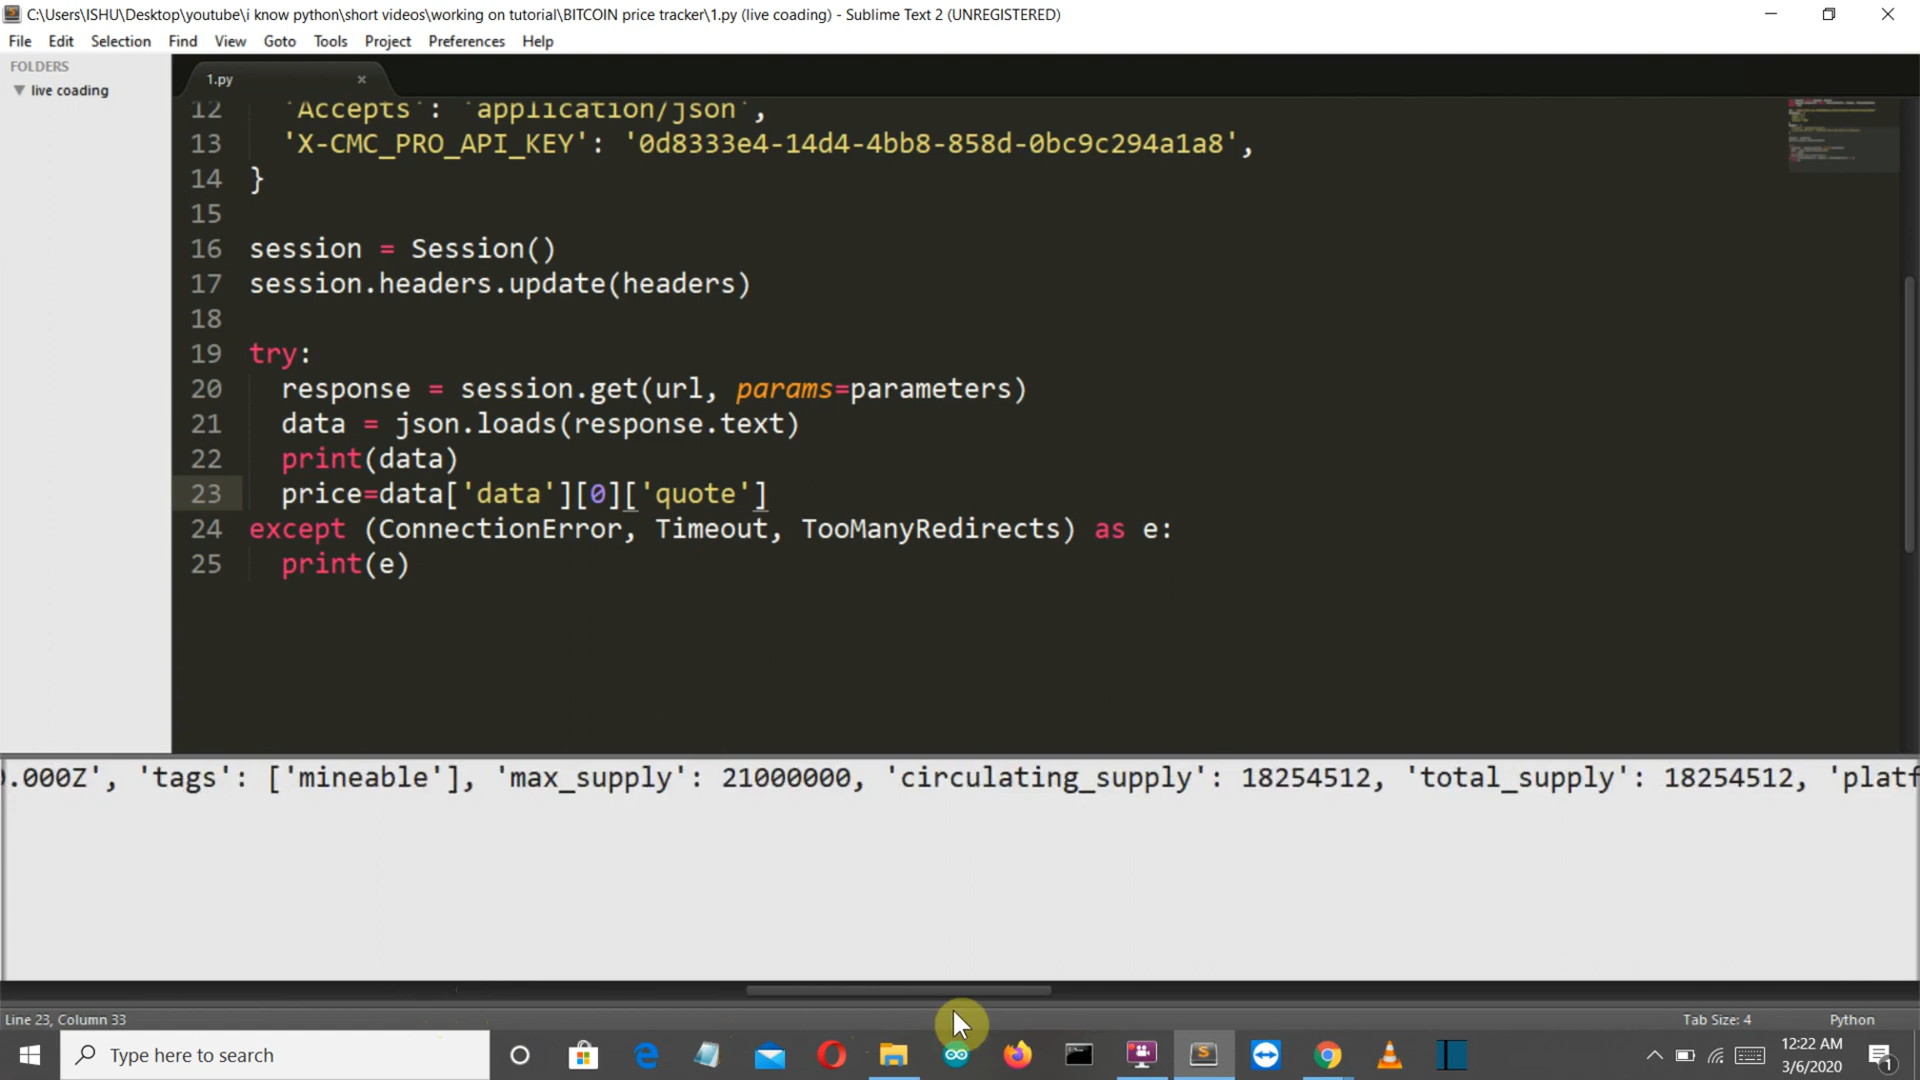 C:\Users\ISHU\Desktop\youtube\i know python\short videos\working on tutorial\BITCOIN price tracker\1.py (live coading) - Sublime Text 2 (UNREGISTERED)
File Edit Selection Find View Goto Tools Project Preferences Help
FOLDERS
live coading
1.py
12 'Accepts': 'application/json',
13 'X-CMC_PRO_API_KEY': '0d8333e4-14d4-4bb8-858d-0bc9c294a1a8',
14 }
15
16 session = Session()
17 session.headers.update(headers)
18
19 try:
20 response = session.get(url, params=parameters)
21 data = json.loads(response.text)
22 print(data)
23 price=data['data'][0]['quote']
24 except (ConnectionError, Timeout, TooManyRedirects) as e:
25 print(e)
.000Z', 'tags': ['mineable'], 'max_supply': 21000000, 'circulating_supply': 18254512, 'total_supply': 18254512, 'platf
Line 23, Column 33
Tab Size: 4
Python
Type here to search
12:22 AM
3/6/2020
1